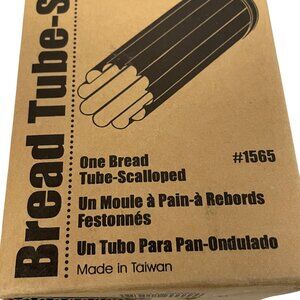 Bread Tube-S
One Bread
Tube-Scalloped
#1565
Un Moule à Pain-à Rebords
Festonnés
Un Tubo Para Pan-Ondulado
Made in Taiwan